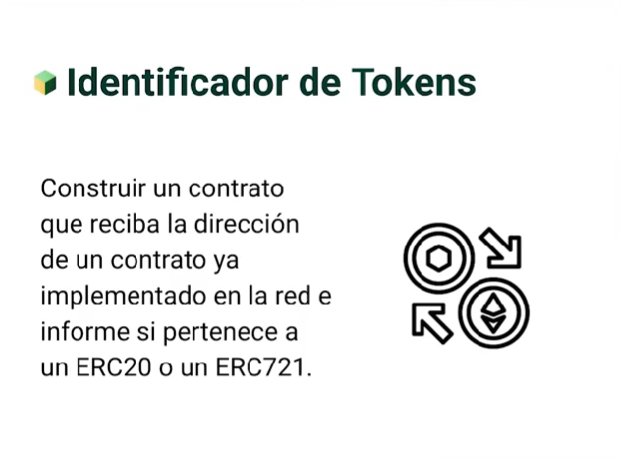 Identificador de Tokens
Construir un contrato
que reciba la dirección
de un contrato ya
implementado en la red e
informe si pertenece a
un ERC20 o un ERC721.